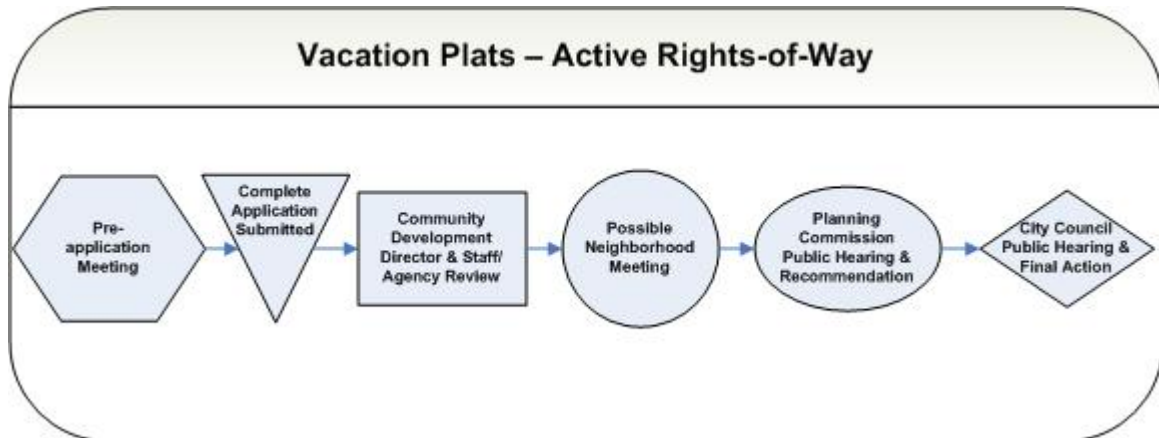 Vacation Plats – Active Rights-of-Way
Pre-
application
Meeting
Complete
Application
Submitted
Community
Development
Director & Staff/
Agency Review
Possible
Neighborhood
Meeting
Planning
Commission
Public Hearing &
Recommendation
City Council
Public Hearing &
Final Action